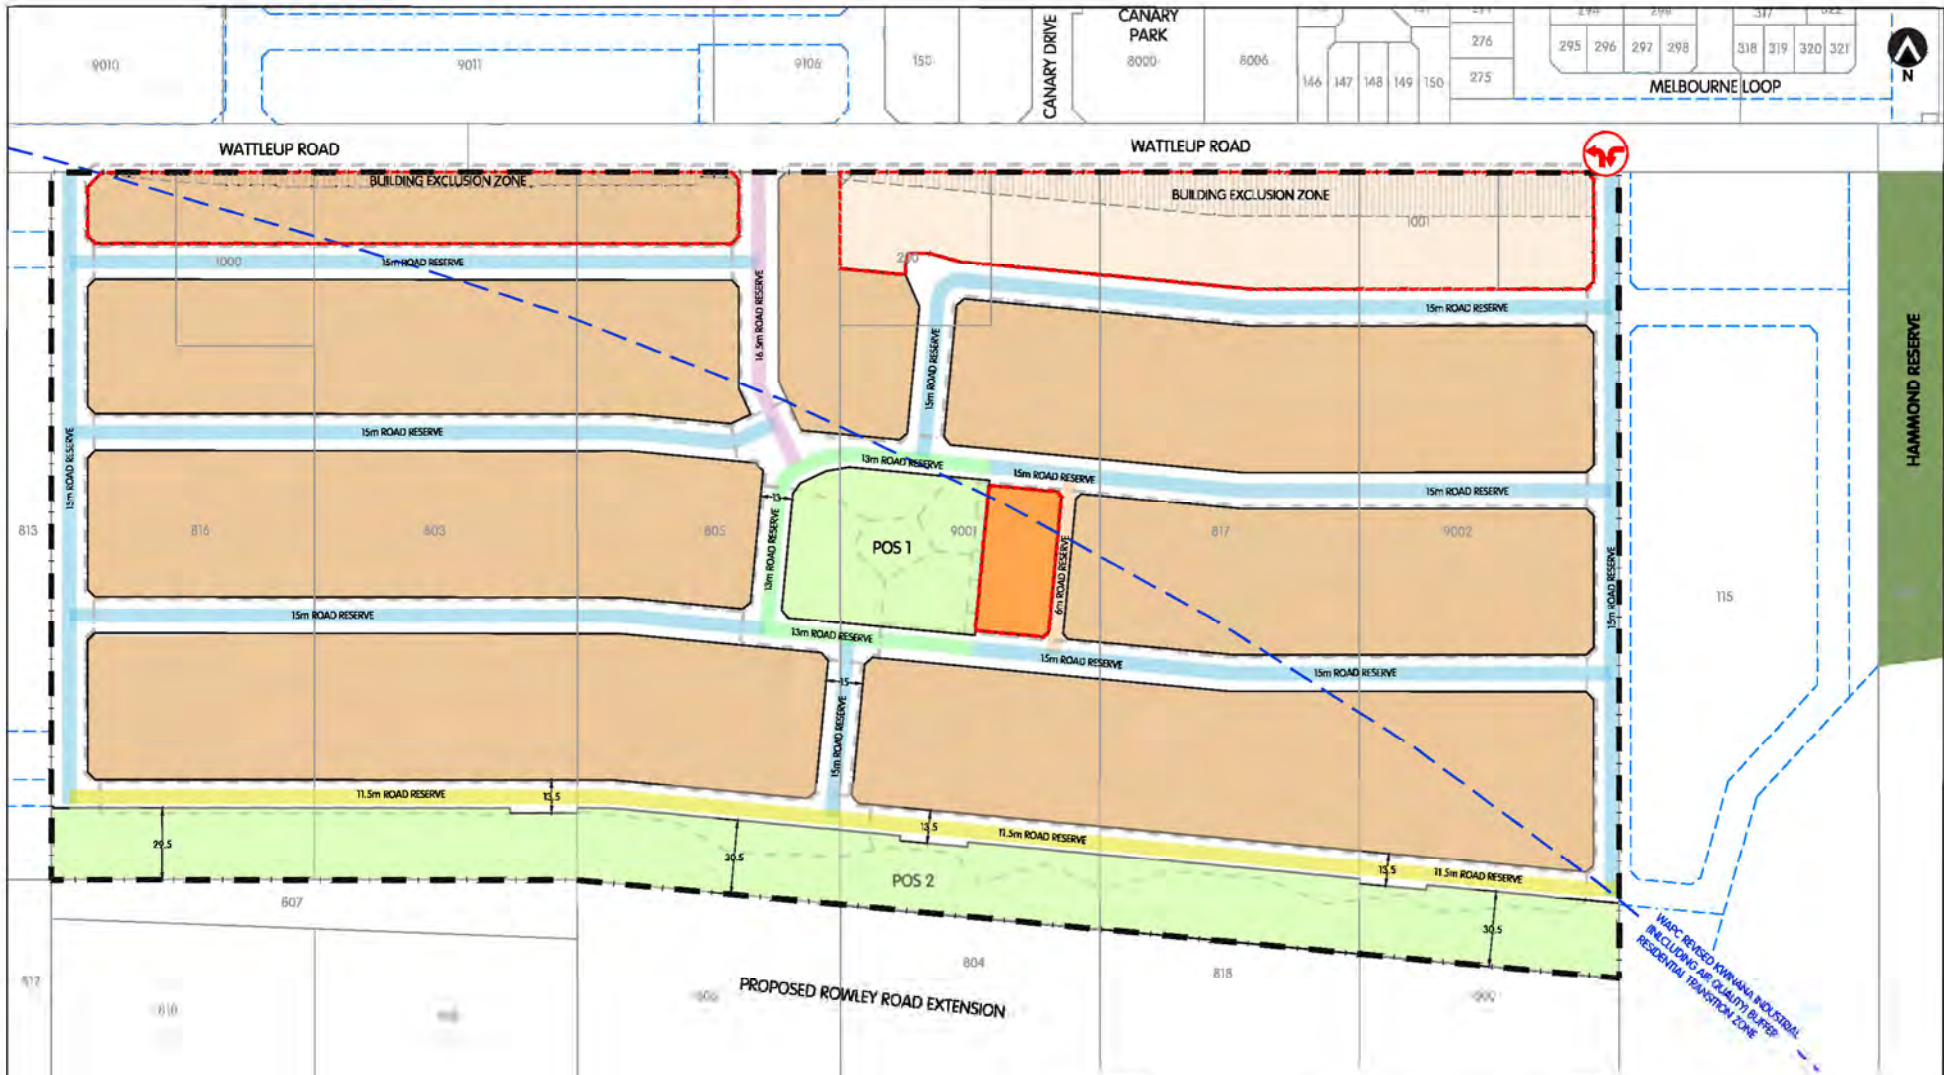 CANARY
PARK
CANARY DRIVE
9010
9011
9106
150
8000
8006
146
147
148
149
150
276
275
294
295
296
297
298
317
318
319
320
321
MELBOURNE LOOP
N
WATTLEUP ROAD
WATTLEUP ROAD
BUILDING EXCLUSION ZONE
BUILDING EXCLUSION ZONE
1001
1000
15m ROAD RESERVE
200
16.5m ROAD RESERVE
15m ROAD RESERVE
15m ROAD RESERVE
HAMMOND RESERVE
15m ROAD RESERVE
15m ROAD RESERVE
13m ROAD RESERVE
15m ROAD RESERVE
15m ROAD RESERVE
13
813
816
803
805
POS 1
9001
817
9002
13m ROAD RESERVE
6m ROAD RESERVE
15m ROAD RESERVE
115
15m ROAD RESERVE
13m ROAD RESERVE
15m ROAD RESERVE
15m ROAD RESERVE
15
15m ROAD RESERVE
11.5m ROAD RESERVE
13.5
13.5
11.5m ROAD RESERVE
13.5
11.5m ROAD RESERVE
29.5
30.5
POS 2
30.5
607
804
818
PROPOSED ROWLEY ROAD EXTENSION
WAPC REVISED KWINANA INDUSTRIAL
(INLCUDING AIR QUALITY) BUFFER
RESIDENTIAL TRANSITION ZONE